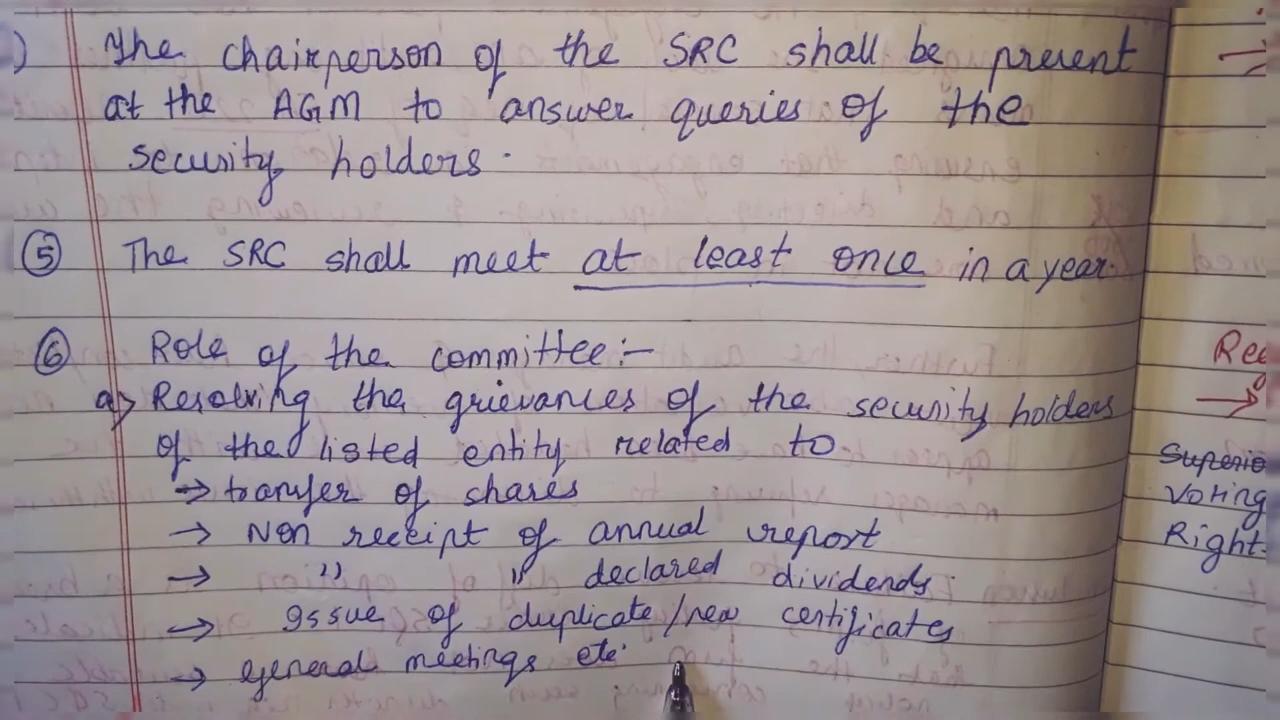 ) The chairperson of the SRC shall be present
at the AGM to answer queries of the
security holders.
⑤ The SRC shall meet at least once in a year.
⑥ Role of the committee :-
a> Resolving the grievances of the security holders
of the listed entity related to
→ transfer of shares
→ Non receipt of annual report
→ " " declared dividends
→ Issue of duplicate/new certificates
→ general meetings etc.
→
Ree
→
Superio
Voting
Right